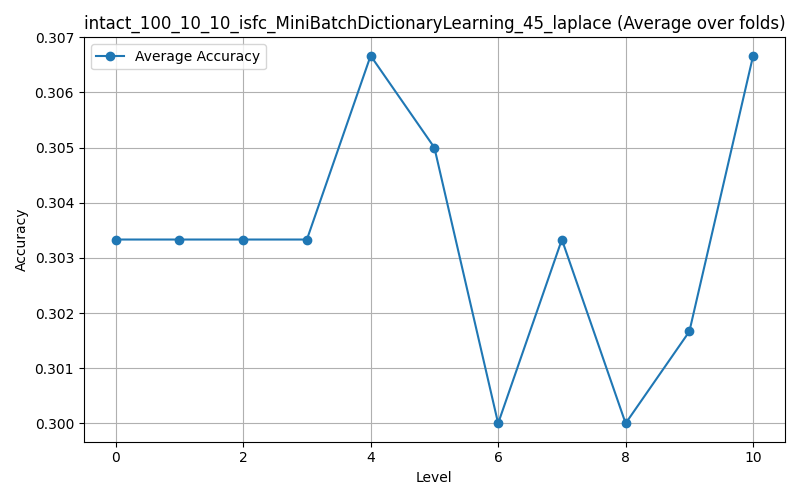 intact_100_10_10_isfc_MiniBatchDictionaryLearning_45_laplace (Average over folds)
Average Accuracy
0.307
0.306
0.305
0.304
0.303
0.302
0.301
0.300
Accuracy
0 2 4 6 8 10
Level